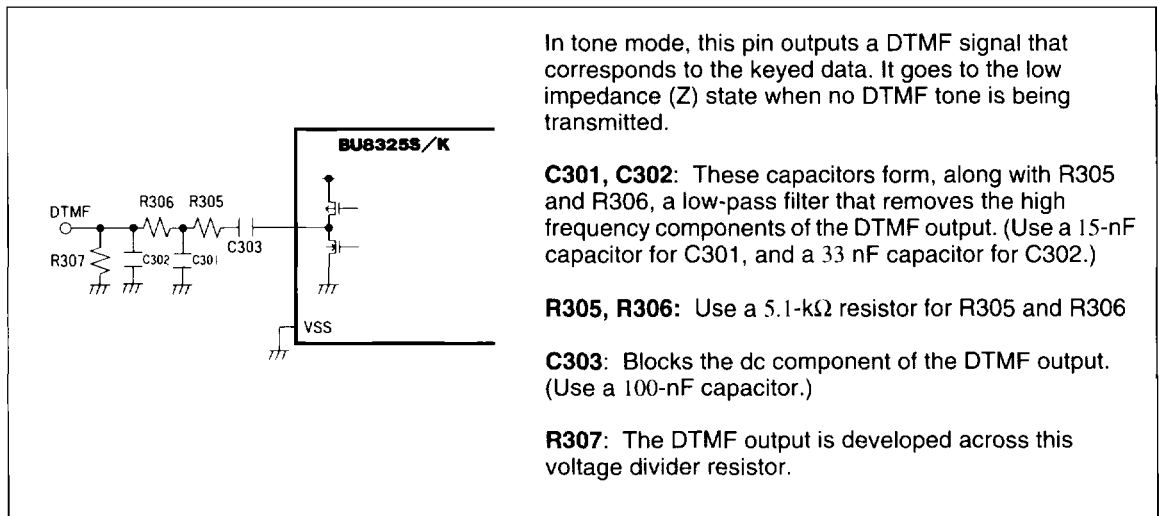 In tone mode, this pin outputs a DTMF signal that
corresponds to the keyed data. It goes to the low
impedance (Z) state when no DTMF tone is being
transmitted.
C301, C302: These capacitors form, along with R305
and R306, a low-pass filter that removes the high
frequency components of the DTMF output. (Use a 15-nF
capacitor for C301, and a 33 nF capacitor for C302.)
R305, R306: Use a 5.1-kΩ resistor for R305 and R306
C303: Blocks the dc component of the DTMF output.
(Use a 100-nF capacitor.)
R307: The DTMF output is developed across this
voltage divider resistor.
BU8325S/K
R306 R305
DTMF
C303
R307
C302 C301
VSS